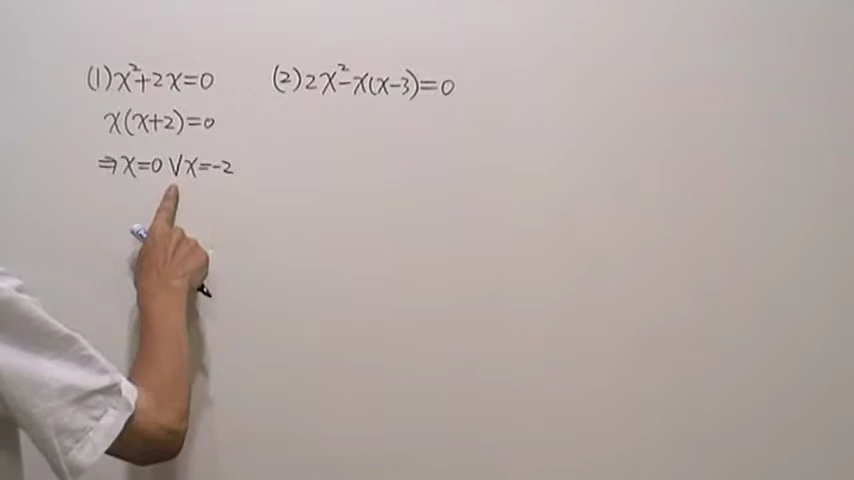 (1) x²+2x=0
x(x+2)=0
⇒ x=0 ∨ x=-2
(2) 2x²-x(x-3)=0